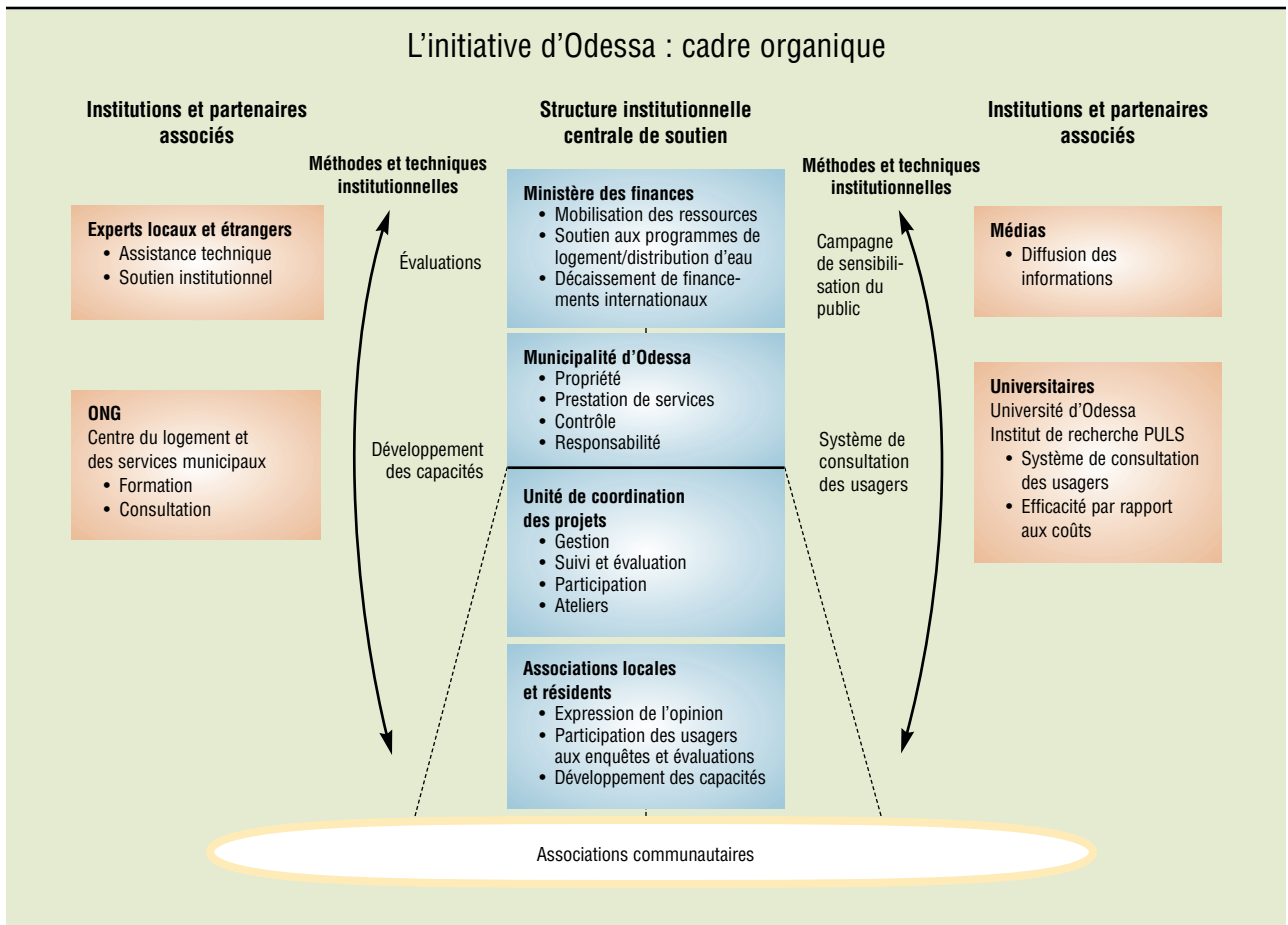 L'initiative d'Odessa : cadre organique
Institutions et partenaires
associés
Méthodes et techniques
institutionnelles
Experts locaux et étrangers
• Assistance technique
• Soutien institutionnel
ONG
Centre du logement et
des services municipaux
• Formation
• Consultation
Évaluations
Développement
des capacités
Structure institutionnelle
centrale de soutien
Ministère des finances
• Mobilisation des ressources
• Soutien aux programmes de
logement/distribution d'eau
• Décaissement de finance-
ments internationaux
Municipalité d'Odessa
• Propriété
• Prestation de services
• Contrôle
• Responsabilité
Unité de coordination
des projets
• Gestion
• Suivi et évaluation
• Participation
• Ateliers
Associations locales
et résidents
• Expression de l'opinion
• Participation des usagers
aux enquêtes et évaluations
• Développement des capacités
Méthodes et techniques
institutionnelles
Campagne
de sensibili-
sation du
public
Système de
consultation
des usagers
Institutions et partenaires
associés
Médias
• Diffusion des
informations
Universitaires
Université d'Odessa
Institut de recherche PULS
• Système de consultation
des usagers
• Efficacité par rapport
aux coûts
Associations communautaires